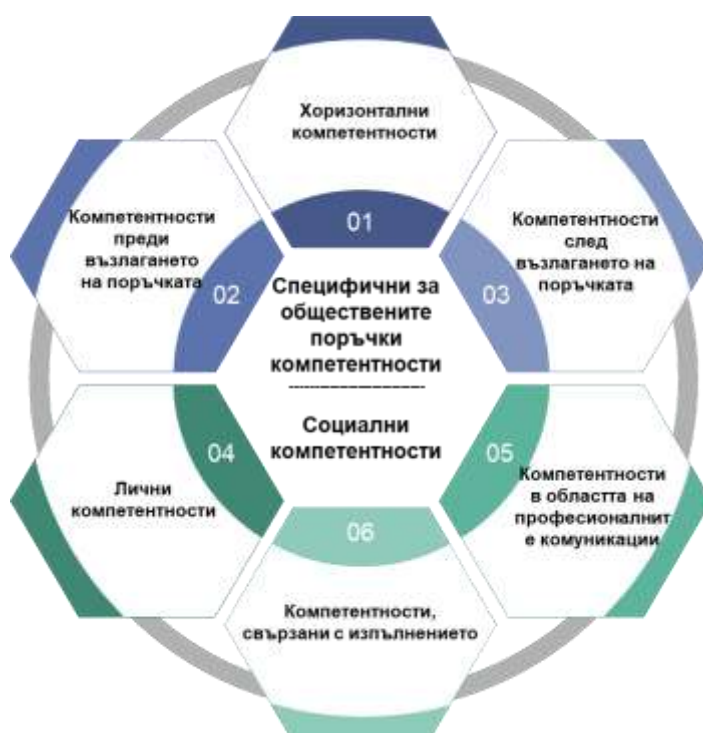 Хоризонтални
компетентности
01
Компетентности
преди
възлагането
на поръчката
02
Компетентности
след
възлагането на
поръчката
03
Специфични за
обществените
поръчки
компетентности
Социални
компетентности
04
Лични
компетентности
05
Компетентности
в областта на
професионалнит
е комуникации
06
Компетентности,
свързани с изпълнението